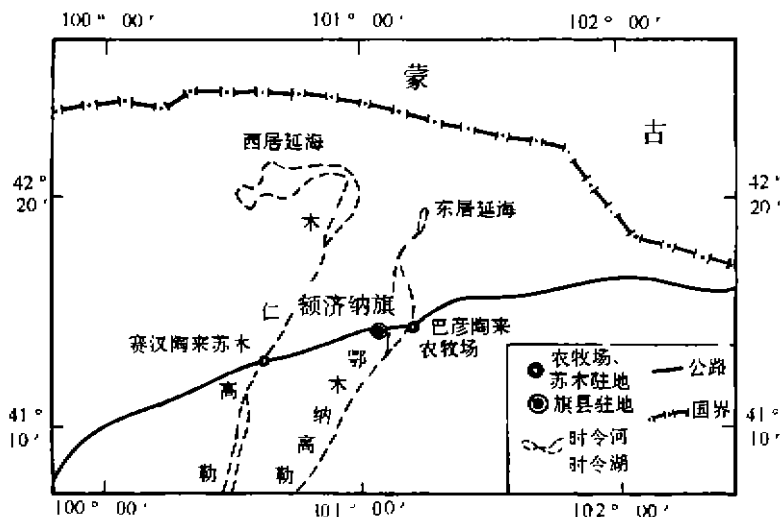 100° 00′ 101° 00′ 102° 00′
蒙
古
西居延海
42°
20′
42°
20′
东居延海
木
仁
额济纳旗
赛汉陶来苏木
巴彦陶来
农牧场
鄂
木
高
纳
高
勒
勒
41°
10′
41°
10′
农牧场、
苏木驻地
公路
旗县驻地
国界
时令河
时令湖
100° 00′ 101° 00′ 102° 00′